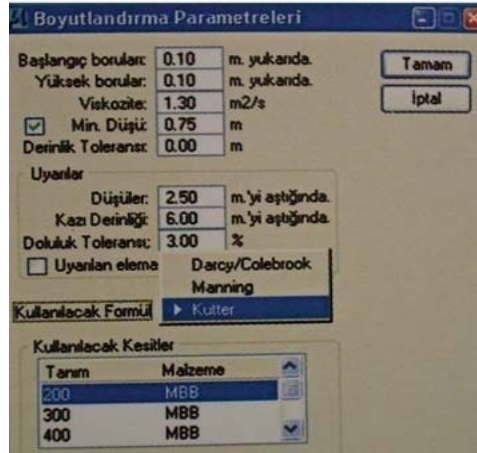 Boyutlandırma Parametreleri
Başlangıç boruları: 0.10 m. yukarıda.
Tamam
Yüksek borular: 0.10 m. yukarıda.
İptal
Viskozite: 1.30 m2/s
Min. Düşü: 0.75 m
Derinlik Toleransı: 0.00 m
Uyarılar
Düşüler: 2.50 m.'yi aştığında.
Kazı Derinliği: 6.00 m.'yi aştığında.
Doluluk Toleransı: 3.00 %
Uyarılan elema
Darcy/Colebrook
Manning
Kullanılacak Formül Kutter
Kullanılacak Kesitler
Tanım Malzeme
200 MBB
300 MBB
400 MBB